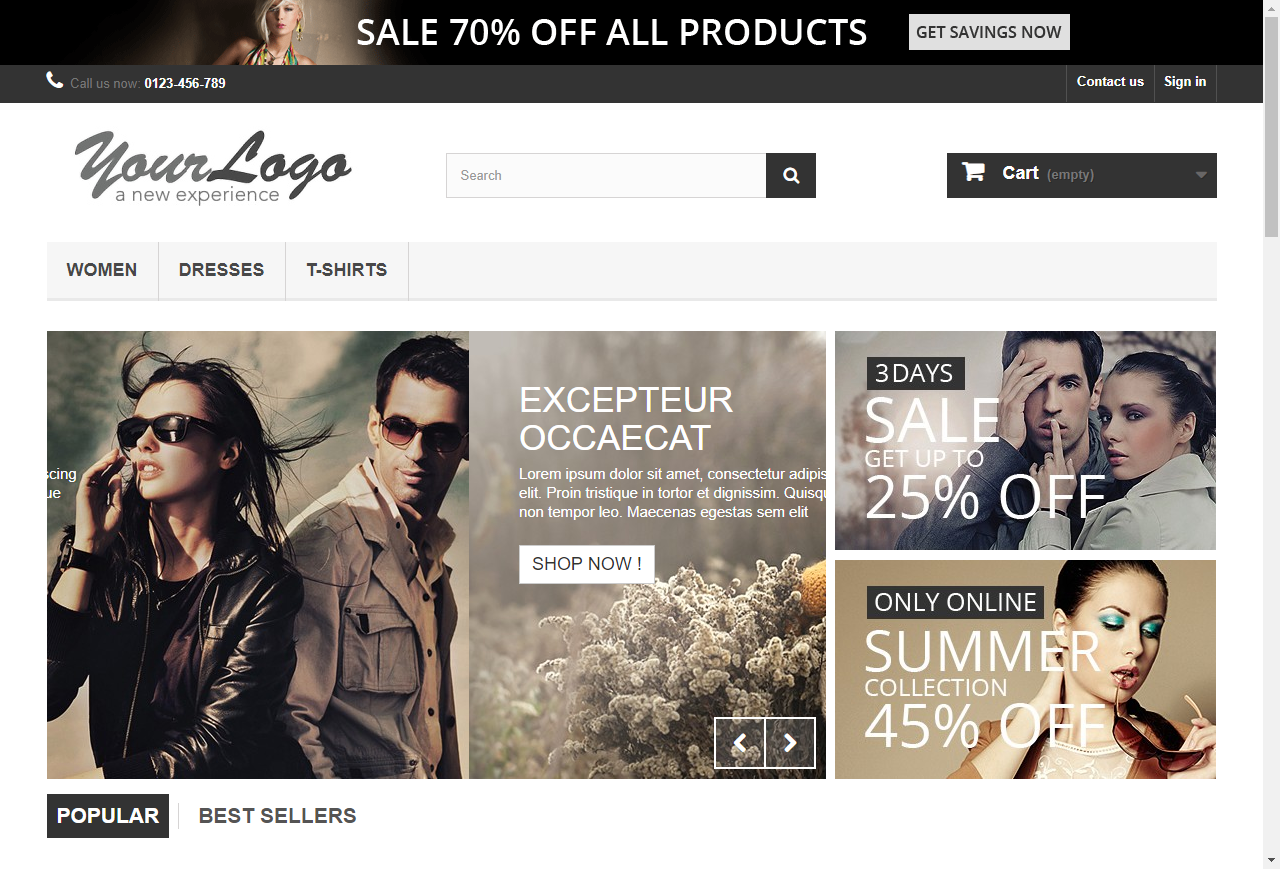 SALE 70% OFF ALL PRODUCTS
GET SAVINGS NOW
Call us now: 0123-456-789
Contact us
Sign in
YourLogo
a new experience
Search
Cart (empty)
WOMEN
DRESSES
T-SHIRTS
scing
ue
EXCEPTEUR
OCCAECAT
Lorem ipsum dolor sit amet, consectetur adipis
elit. Proin tristique in tortor et dignissim. Quisqu
non tempor leo. Maecenas egestas sem elit
SHOP NOW !
3 DAYS
SALE
GET UP TO
25% OFF
ONLY ONLINE
SUMMER
COLLECTION
45% OFF
POPULAR
BEST SELLERS